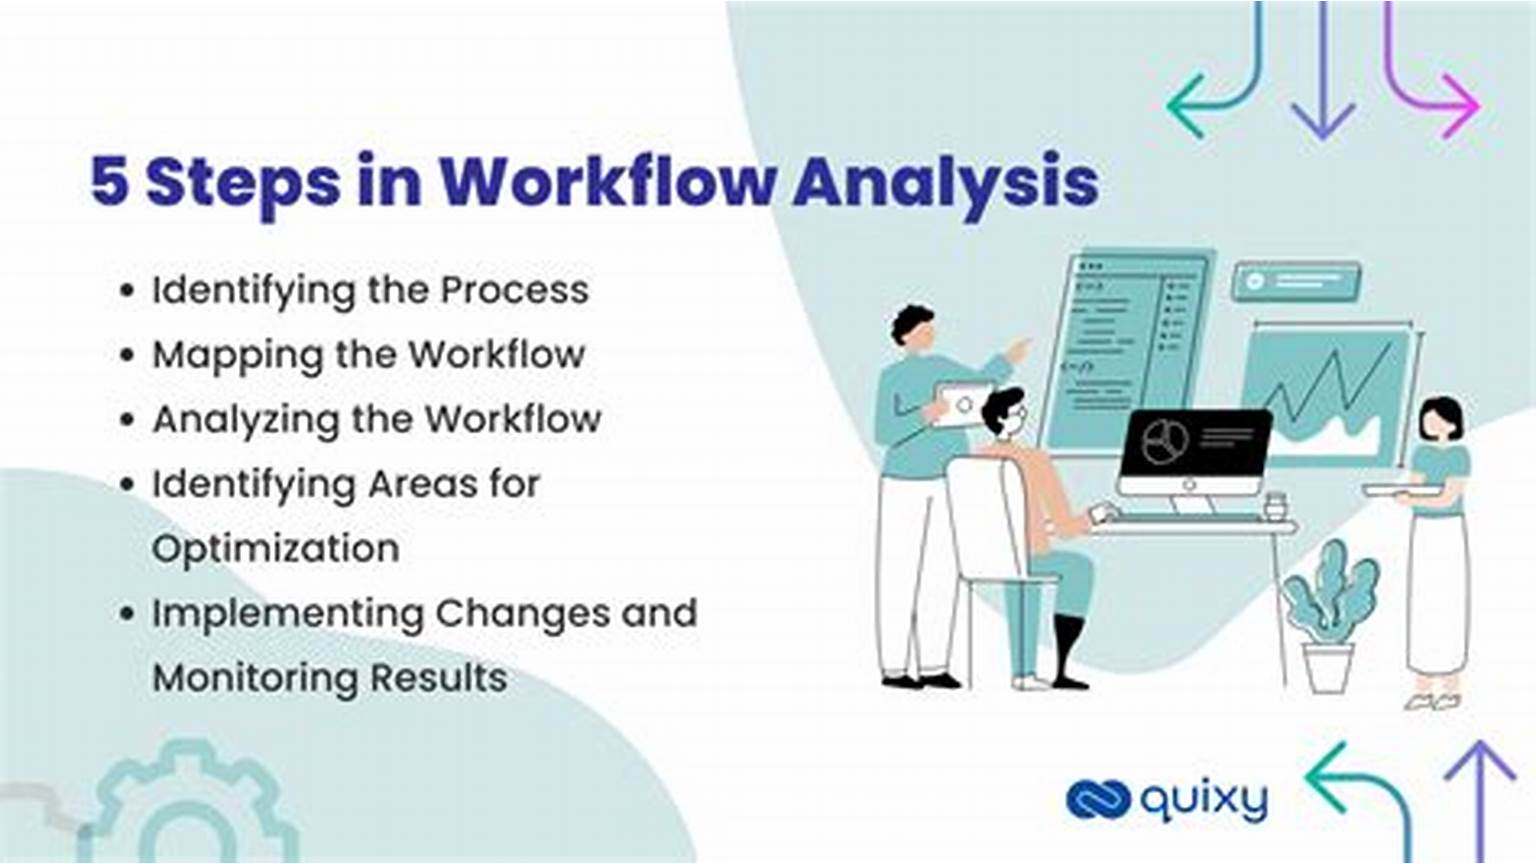 5 Steps in Workflow Analysis
• Identifying the Process
• Mapping the Workflow
• Analyzing the Workflow
• Identifying Areas for
Optimization
• Implementing Changes and
Monitoring Results
quixy